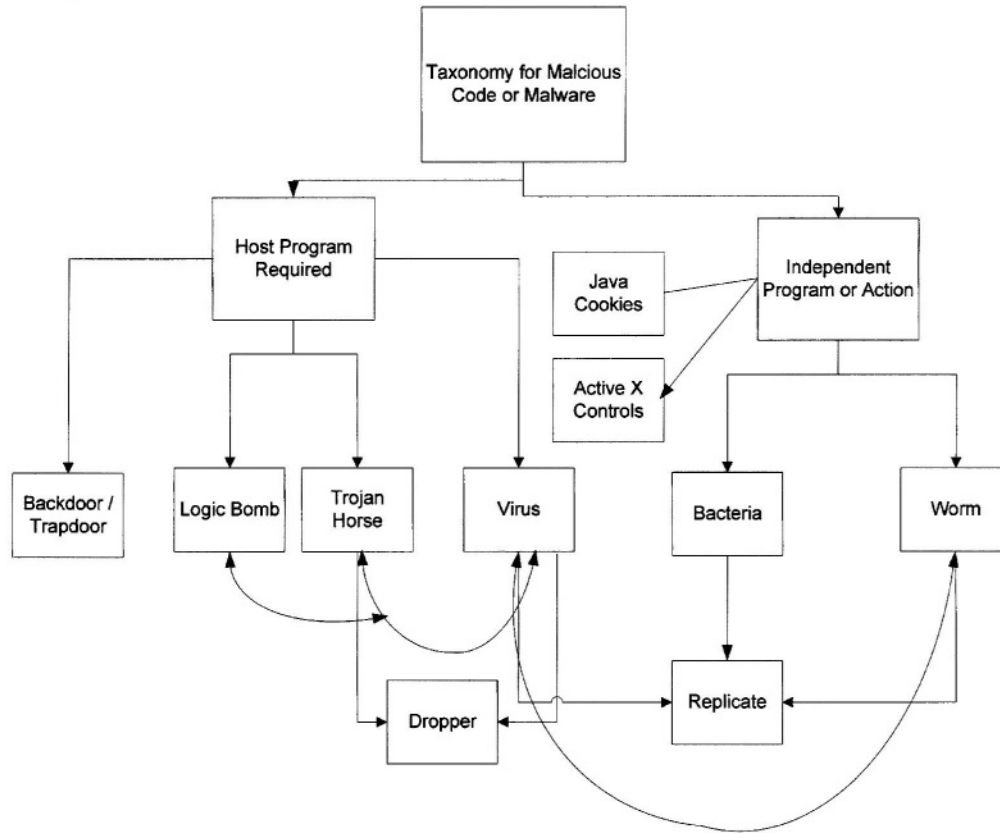 Taxonomy for Malcious
Code or Malware
Host Program
Required
Independent
Program or Action
Java
Cookies
Active X
Controls
Backdoor /
Trapdoor
Logic Bomb
Trojan
Horse
Virus
Bacteria
Worm
Dropper
Replicate